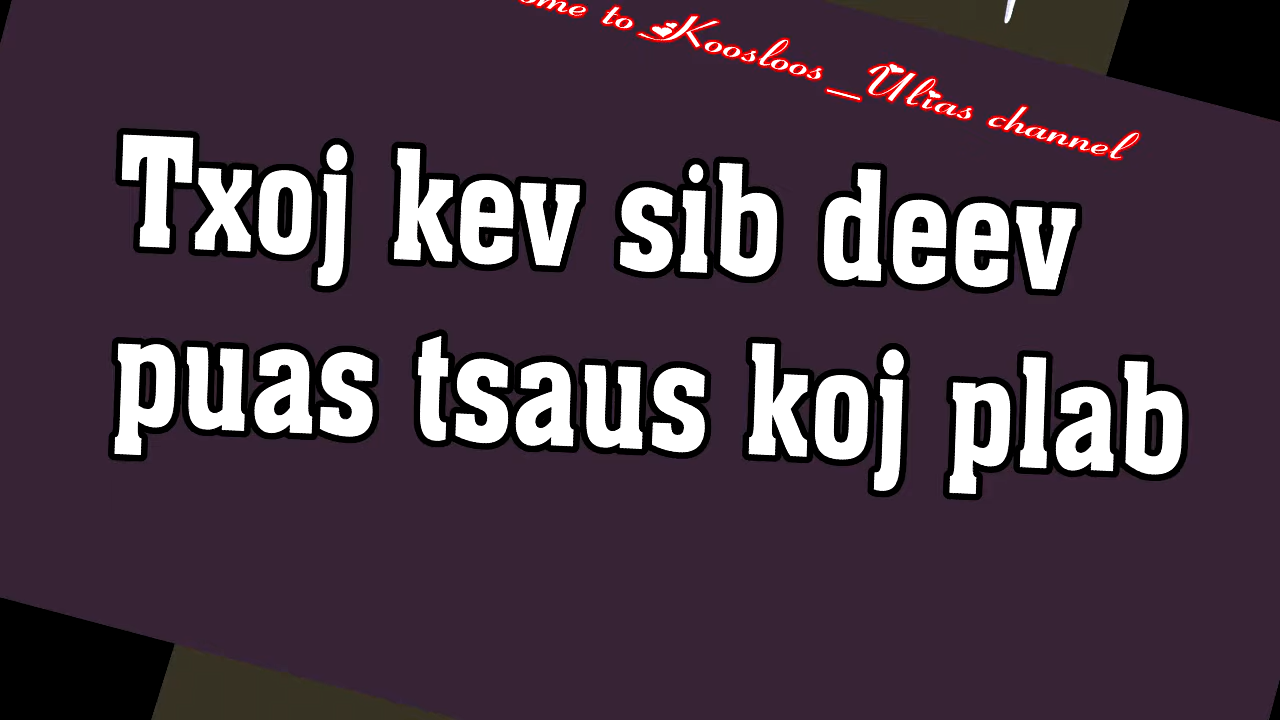 to Koosloos_Ulias channel
Txoj kev sib deev
puas tsaus koj plab